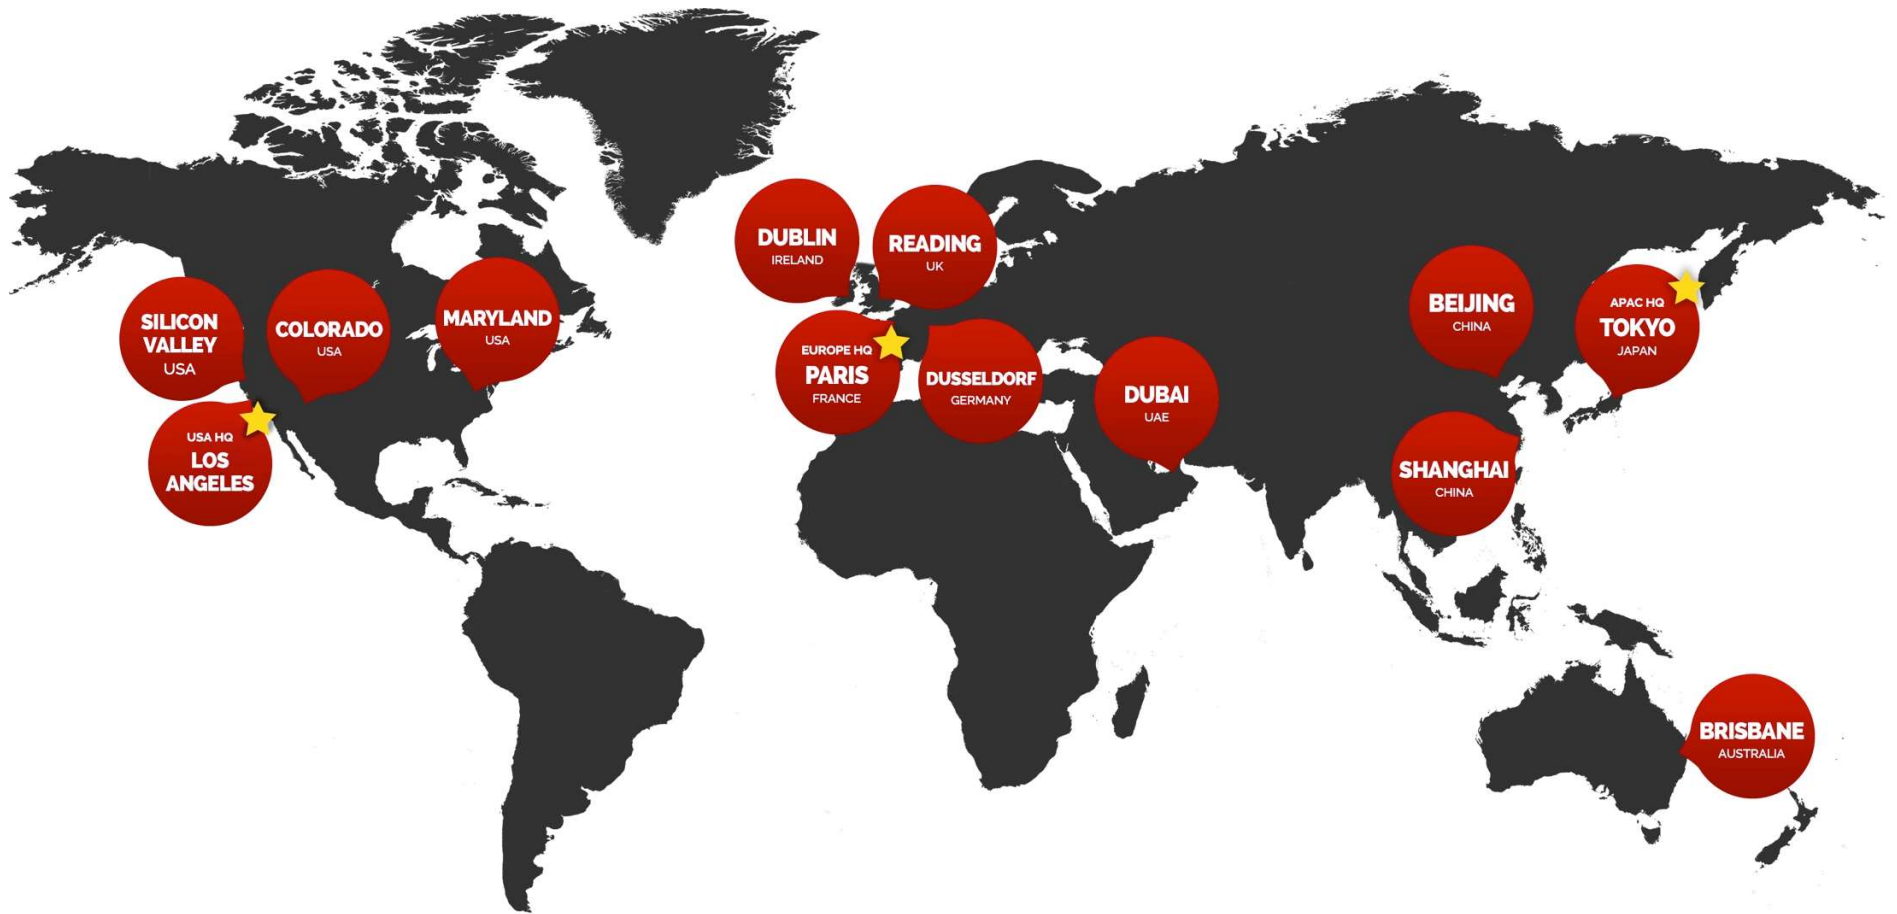 DUBLIN
IRELAND
READING
UK
SILICON
VALLEY
USA
COLORADO
USA
MARYLAND
USA
BEIJING
CHINA
APAC HQ
TOKYO
JAPAN
EUROPE HQ
PARIS
FRANCE
DUSSELDORF
GERMANY
DUBAI
UAE
USA HQ
LOS
ANGELES
SHANGHAI
CHINA
BRISBANE
AUSTRALIA